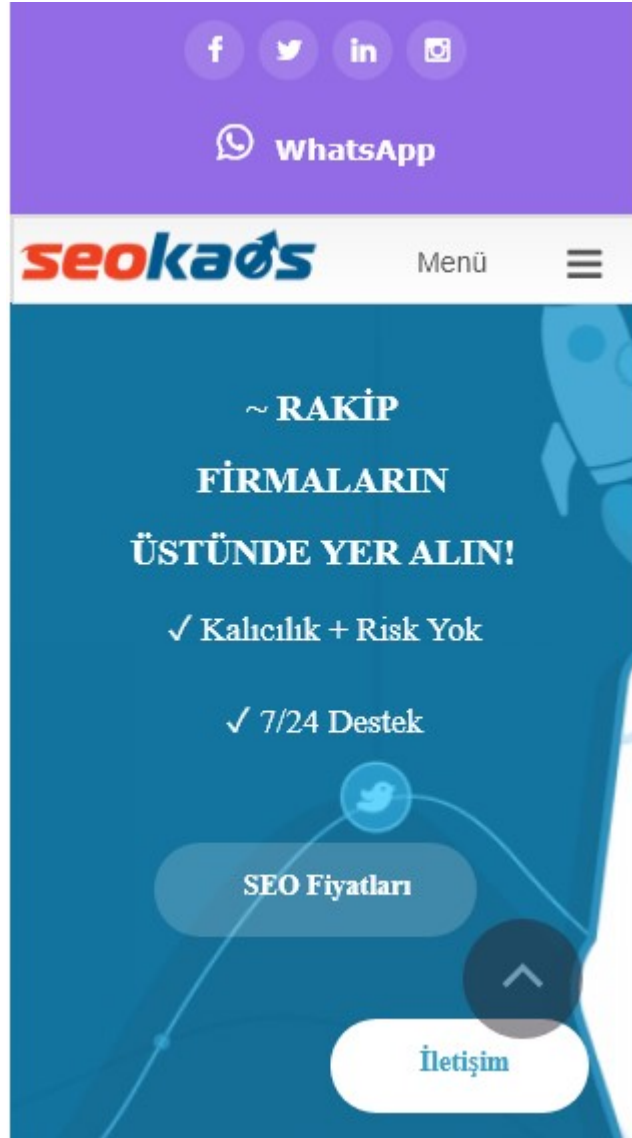 WhatsApp
seokaos
Menü
~ RAKİP
FİRMALARIN
ÜSTÜNDE YER ALIN!
✓ Kalıcılık + Risk Yok
✓ 7/24 Destek
SEO Fiyatları
İletişim